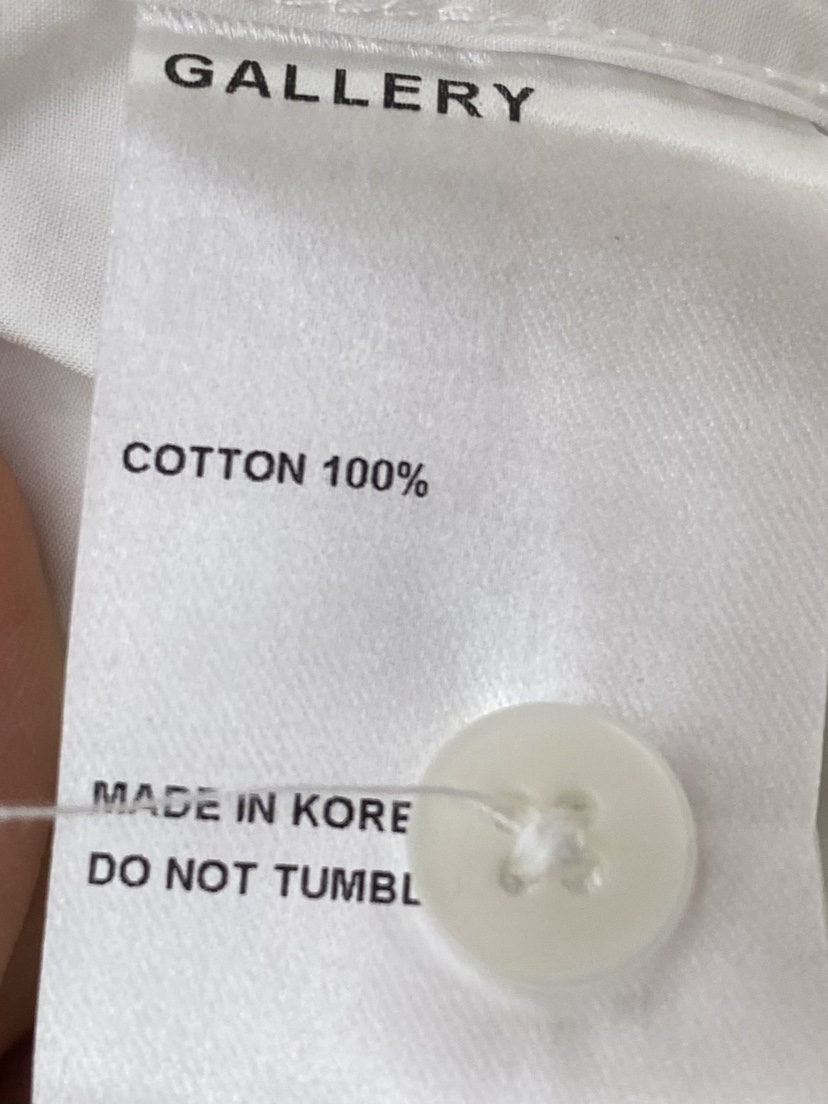 GALLERY
COTTON 100%
MADE IN KORE
DO NOT TUMBL